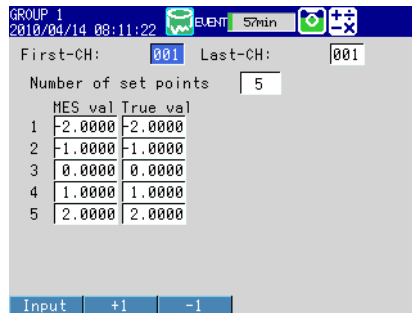 GROUP 1
2010/04/14 08:11:22 EVENT 57min
First-CH: 001 Last-CH: 001
Number of set points 5
MES val True val
1 -2.0000 -2.0000
2 -1.0000 -1.0000
3 0.0000 0.0000
4 1.0000 1.0000
5 2.0000 2.0000
Input +1 -1